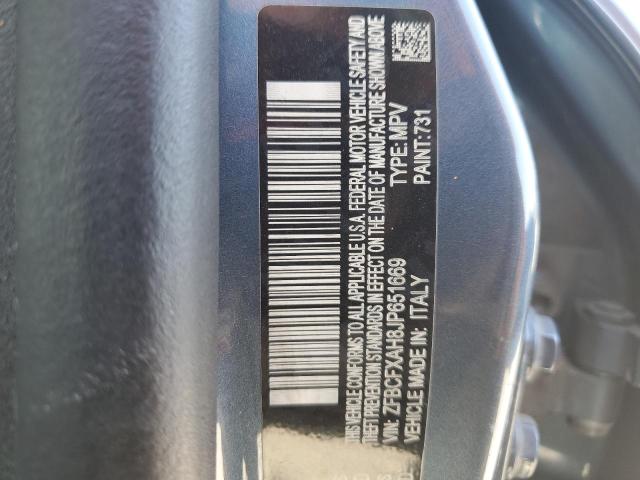 THIS VEHICLE CONFORMS TO ALL APPLICABLE U.S.A. FEDERAL MOTOR VEHICLE SAFETY AND
THEFT PREVENTION STANDARDS IN EFFECT ON THE DATE OF MANUFACTURE SHOWN ABOVE
VIN: ZFBCFXAH8JP651669 TYPE: MPV
VEHICLE MADE IN: ITALY PAINT: 731